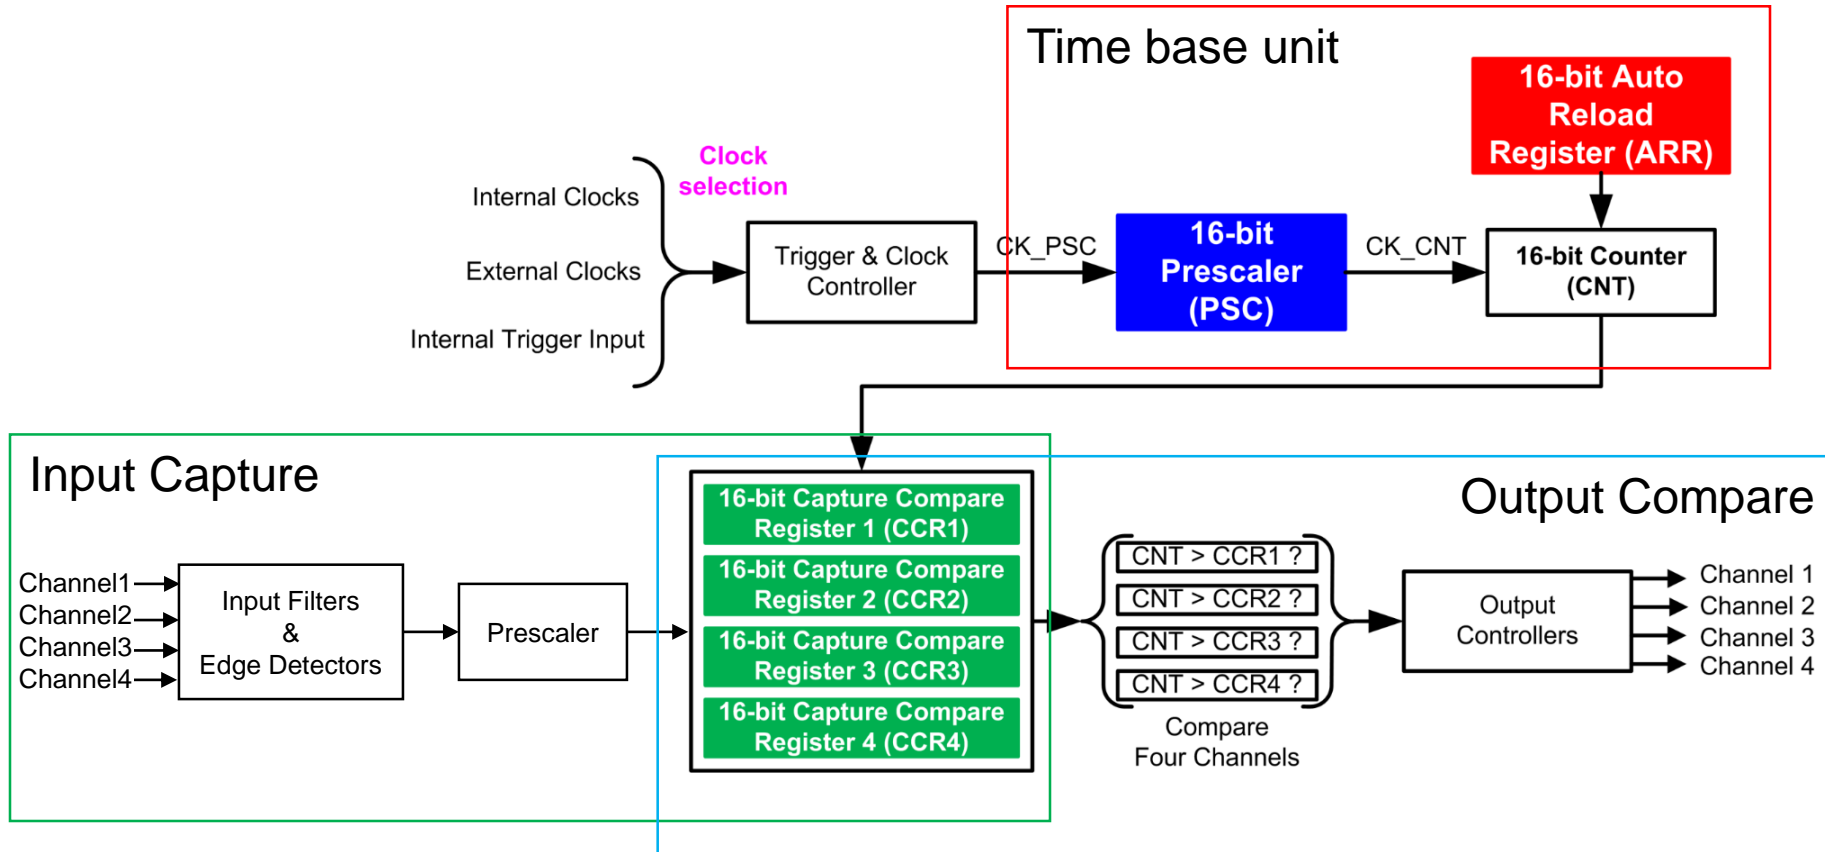 Time base unit
16-bit Auto
Reload
Register (ARR)
Clock
selection
Internal Clocks
External Clocks
Internal Trigger Input
Trigger & Clock
Controller
CK_PSC
16-bit
Prescaler
(PSC)
CK_CNT
16-bit Counter
(CNT)
Input Capture
Output Compare
Channel1
Channel2
Channel3
Channel4
Input Filters
&
Edge Detectors
Prescaler
16-bit Capture Compare
Register 1 (CCR1)
16-bit Capture Compare
Register 2 (CCR2)
16-bit Capture Compare
Register 3 (CCR3)
16-bit Capture Compare
Register 4 (CCR4)
CNT > CCR1 ?
CNT > CCR2 ?
CNT > CCR3 ?
CNT > CCR4 ?
Compare
Four Channels
Output
Controllers
Channel 1
Channel 2
Channel 3
Channel 4